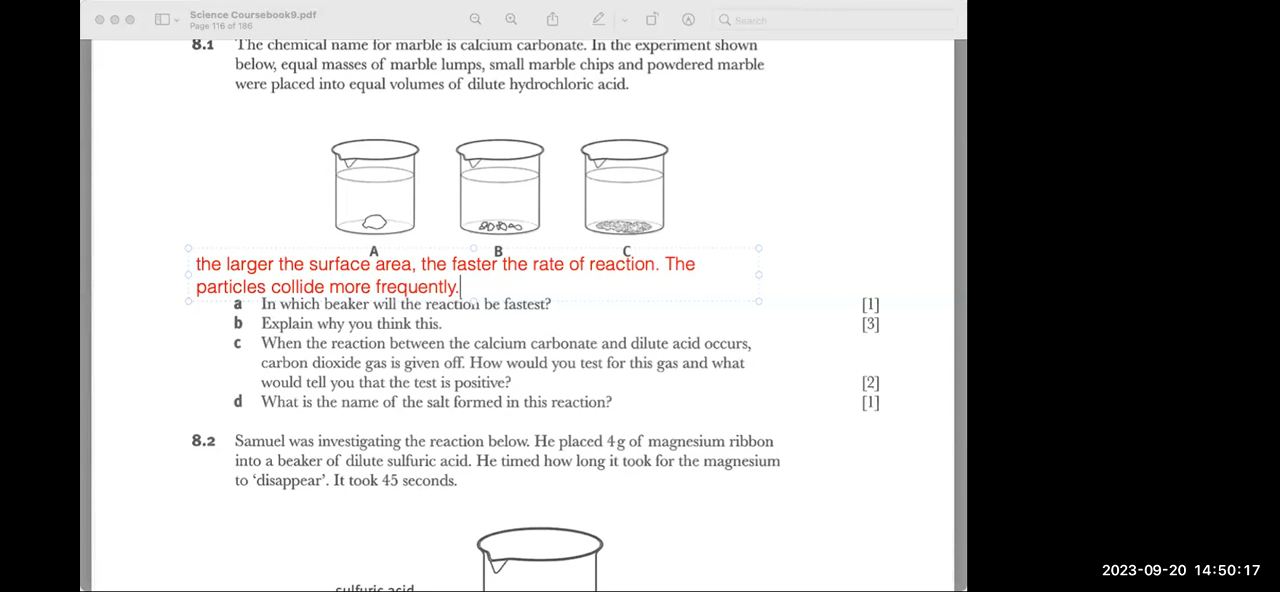 Science Coursebook9.pdf
Page 116 of 186
Search
8.1 The chemical name for marble is calcium carbonate. In the experiment shown
below, equal masses of marble lumps, small marble chips and powdered marble
were placed into equal volumes of dilute hydrochloric acid.
A B C
the larger the surface area, the faster the rate of reaction. The
particles collide more frequently.
a In which beaker will the reaction be fastest? [1]
b Explain why you think this. [3]
c When the reaction between the calcium carbonate and dilute acid occurs,
carbon dioxide gas is given off. How would you test for this gas and what
would tell you that the test is positive? [2]
d What is the name of the salt formed in this reaction? [1]
8.2 Samuel was investigating the reaction below. He placed 4 g of magnesium ribbon
into a beaker of dilute sulfuric acid. He timed how long it took for the magnesium
to ‘disappear’. It took 45 seconds.
sulfuric acid
2023-09-20 14:50:17